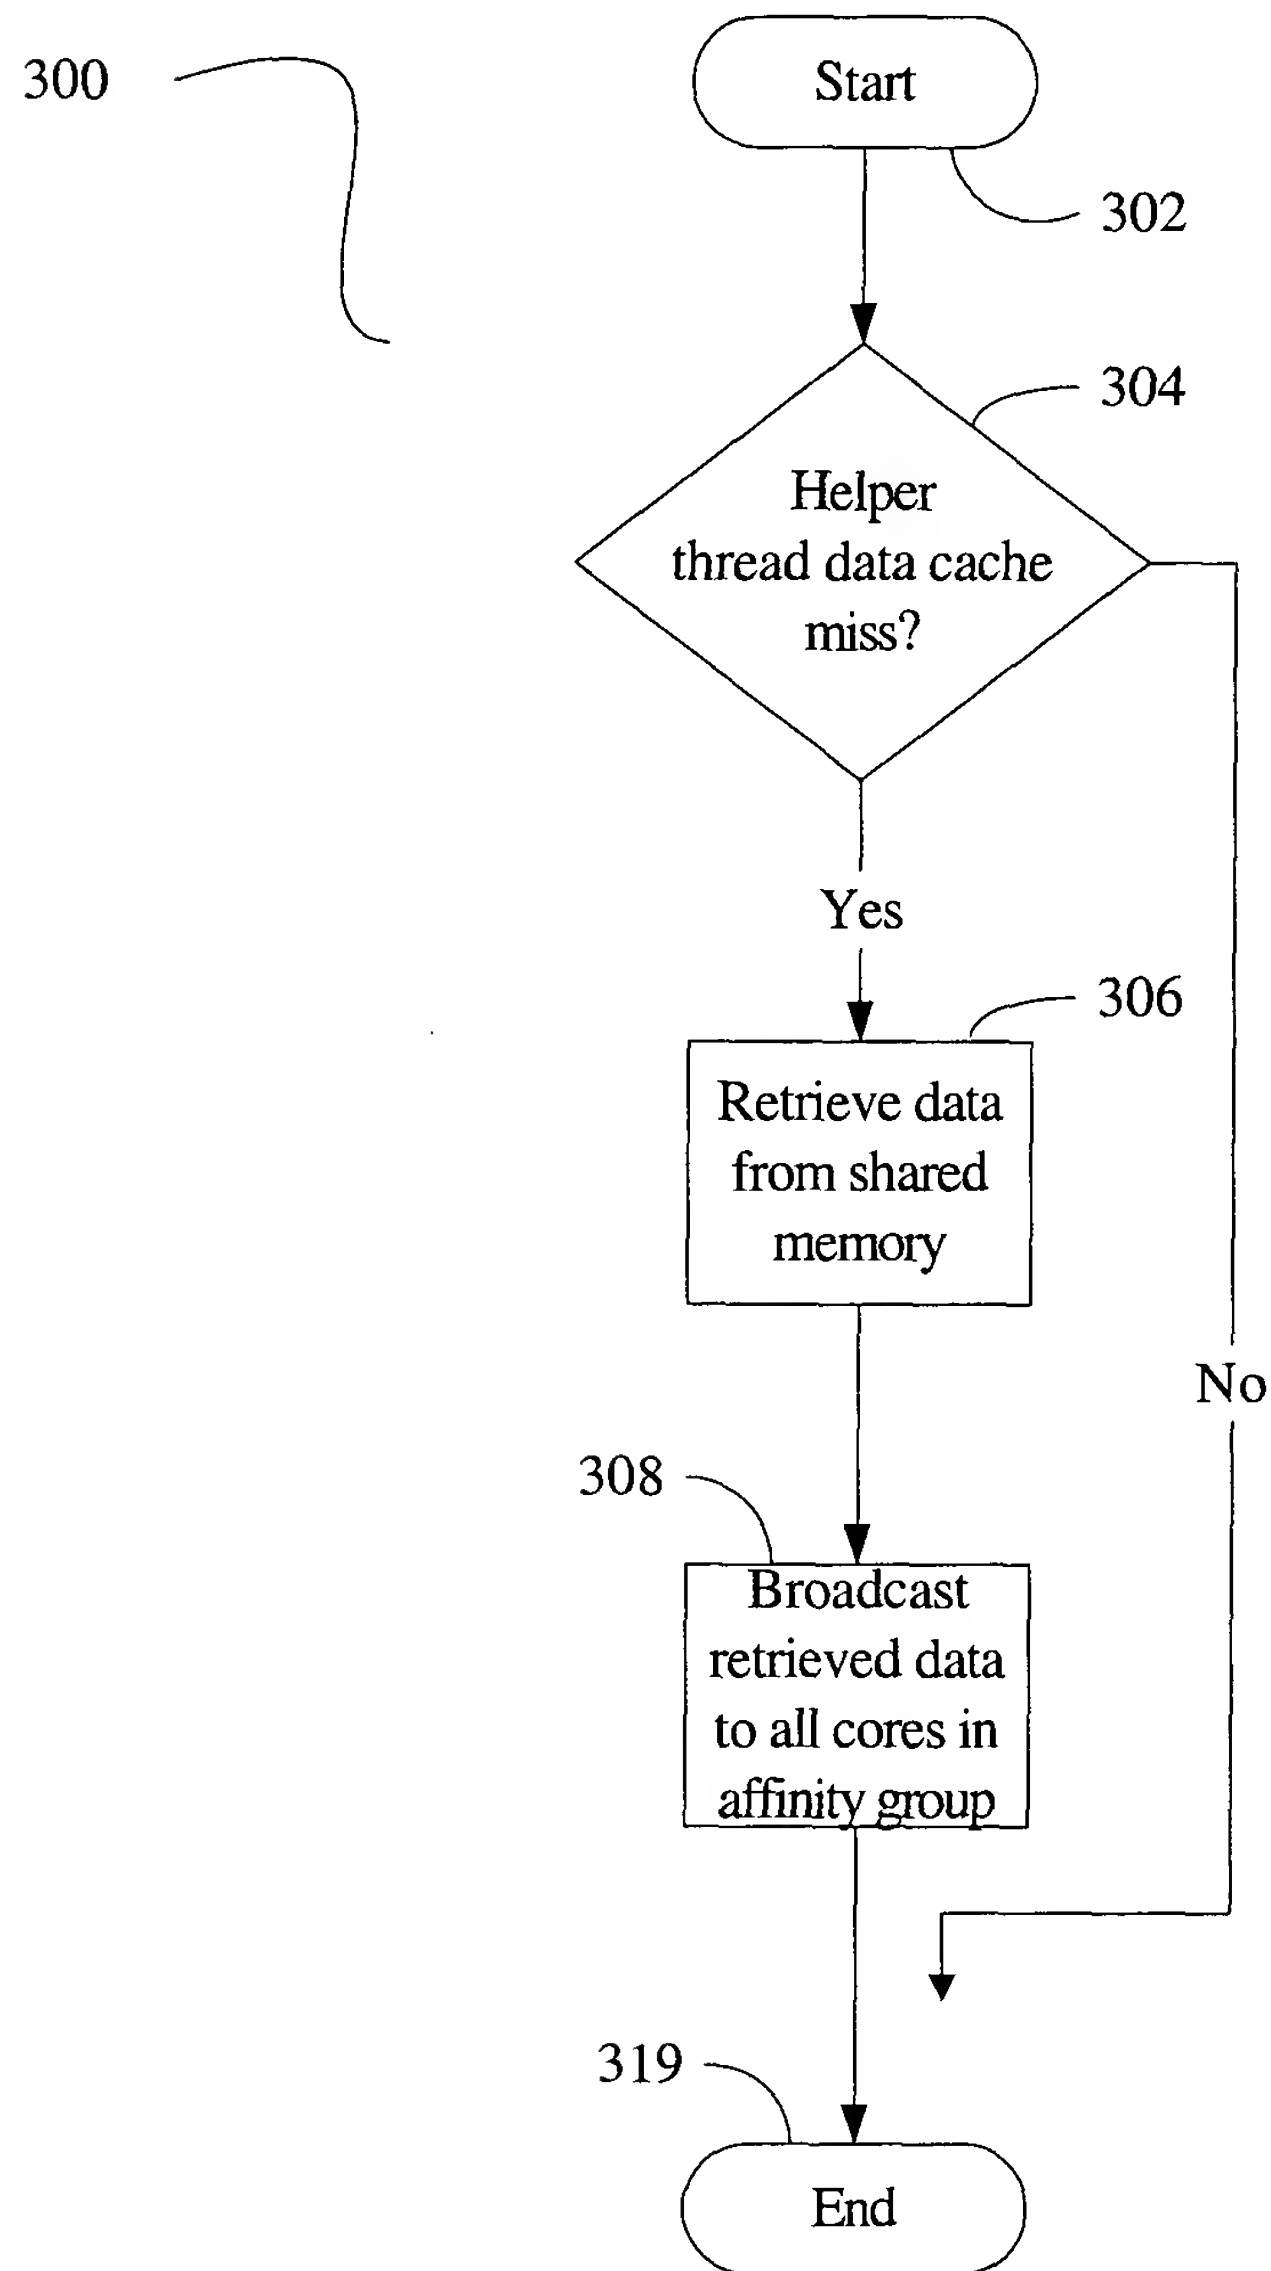 300
Start
302
304
Helper
thread data cache
miss?
Yes
306
Retrieve data
from shared
memory
No
308
Broadcast
retrieved data
to all cores in
affinity group
319
End